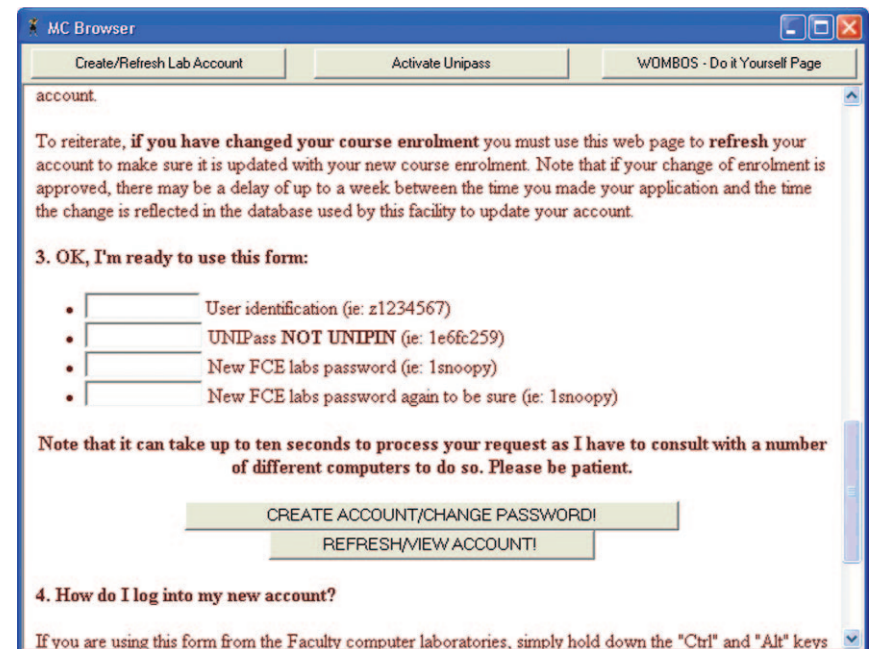 MC Browser
Create/Refresh Lab Account
Activate Unipass
WOMBOS - Do it Yourself Page
account.
To reiterate, if you have changed your course enrolment you must use this web page to refresh your
account to make sure it is updated with your new course enrolment. Note that if your change of enrolment is
approved, there may be a delay of up to a week between the time you made your application and the time
the change is reflected in the database used by this facility to update your account.
3. OK, I'm ready to use this form:
• User identification (ie: z1234567)
• UNIPass NOT UNIPIN (ie: 1e6fc259)
• New FCE labs password (ie: 1snoopy)
• New FCE labs password again to be sure (ie: 1snoopy)
Note that it can take up to ten seconds to process your request as I have to consult with a number
of different computers to do so. Please be patient.
CREATE ACCOUNT/CHANGE PASSWORD!
REFRESH/VIEW ACCOUNT!
4. How do I log into my new account?
If you are using this form from the Faculty computer laboratories, simply hold down the "Ctrl" and "Alt" keys